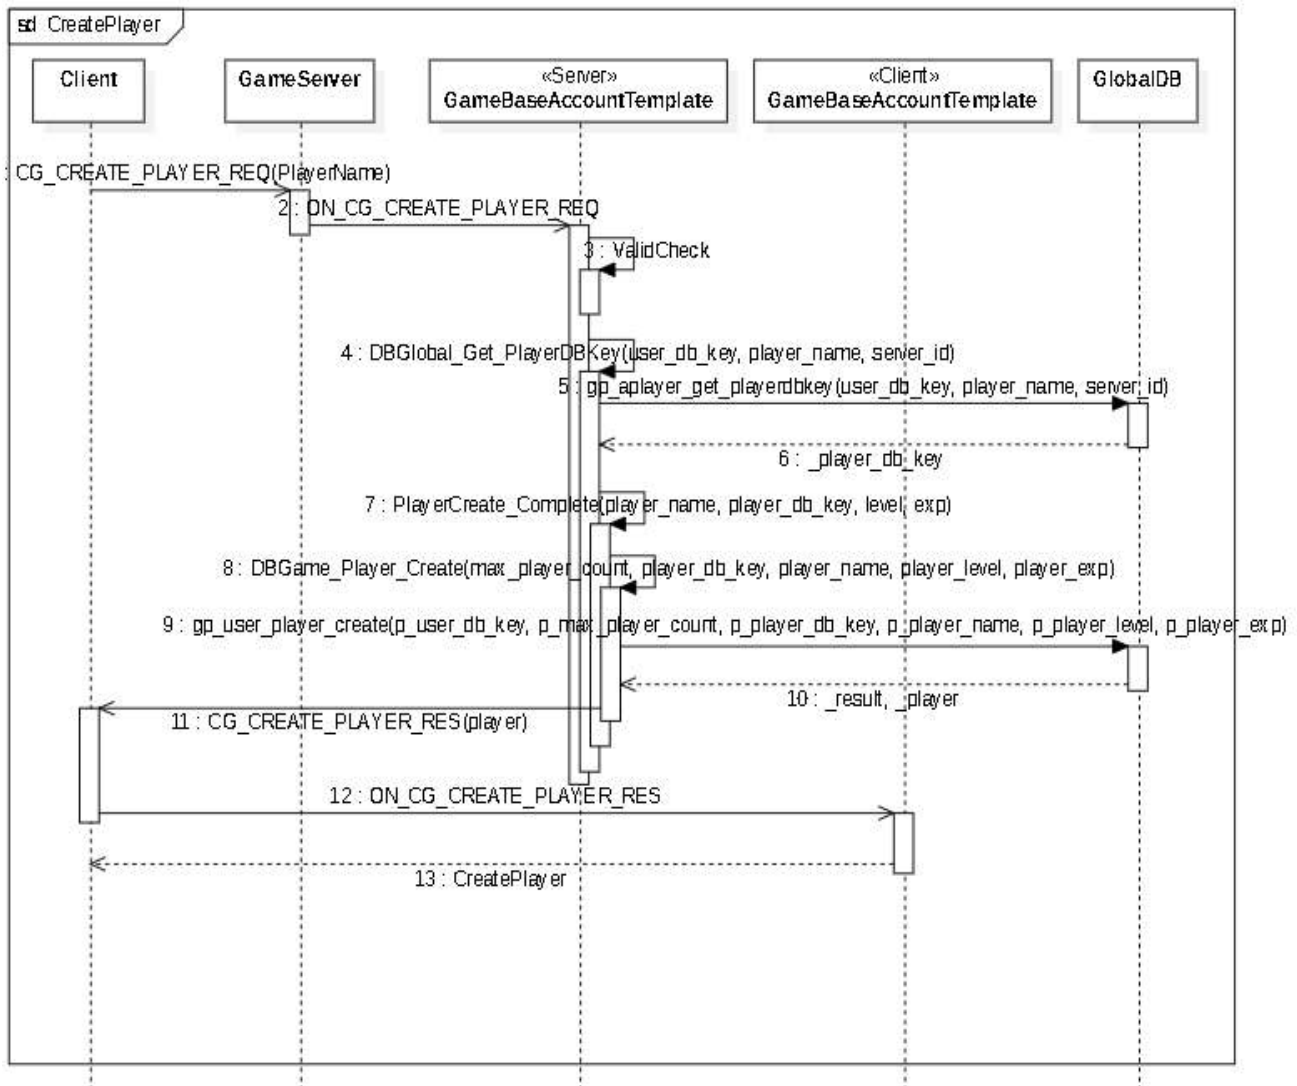 sd CreatePlayer
Client
GameServer
«Server»
GameBaseAccountTemplate
«Client»
GameBaseAccountTemplate
GlobalDB
: CG_CREATE_PLAYER_REQ(PlayerName)
2 : ON_CG_CREATE_PLAYER_REQ
3 : ValidCheck
4 : DBGlobal_Get_PlayerDBKey(user_db_key, player_name, server_id)
5 : gp_aplayer_get_playerdbkey(user_db_key, player_name, server_id)
6 : _player_db_key
7 : PlayerCreate_Complete(player_name, player_db_key, level, exp)
8 : DBGame_Player_Create(max_player_count, player_db_key, player_name, player_level, player_exp)
9 : gp_user_player_create(p_user_db_key, p_max_player_count, p_player_db_key, p_player_name, p_player_level, p_player_exp)
10 : _result, _player
11 : CG_CREATE_PLAYER_RES(player)
12 : ON_CG_CREATE_PLAYER_RES
13 : CreatePlayer